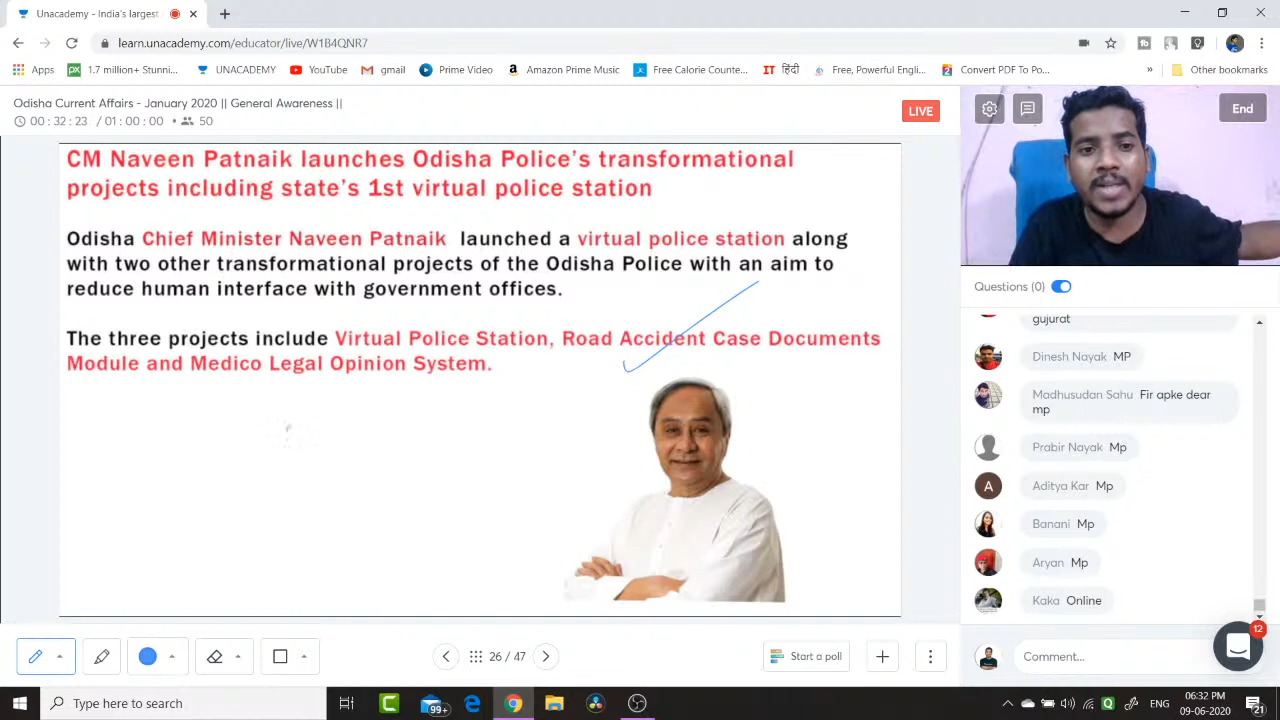 Unacademy - India's largest
learn.unacademy.com/educator/live/W1B4QNR7
Apps
1.7 million+ Stunni...
UNACADEMY
YouTube
gmail
Prime Video
Amazon Prime Music
Free Calorie Counte...
IT हिंदी
Free, Powerful Engli...
Convert PDF To Po...
»
Other bookmarks
Odisha Current Affairs - January 2020 || General Awareness ||
00 : 32 : 23 / 01 : 00 : 00 • 50
LIVE
End
CM Naveen Patnaik launches Odisha Police's transformational
projects including state's 1st virtual police station
Odisha Chief Minister Naveen Patnaik launched a virtual police station along
with two other transformational projects of the Odisha Police with an aim to
reduce human interface with government offices.
The three projects include Virtual Police Station, Road Accident Case Documents
Module and Medico Legal Opinion System.
Questions (0)
gujurat
Dinesh Nayak MP
Madhusudan Sahu Fir apke dear
mp
Prabir Nayak Mp
A Aditya Kar Mp
Banani Mp
Aryan Mp
Kaka Online
12
26 / 47
Start a poll
Comment...
Type here to search
99+
ENG
06:32 PM
09-06-2020
21